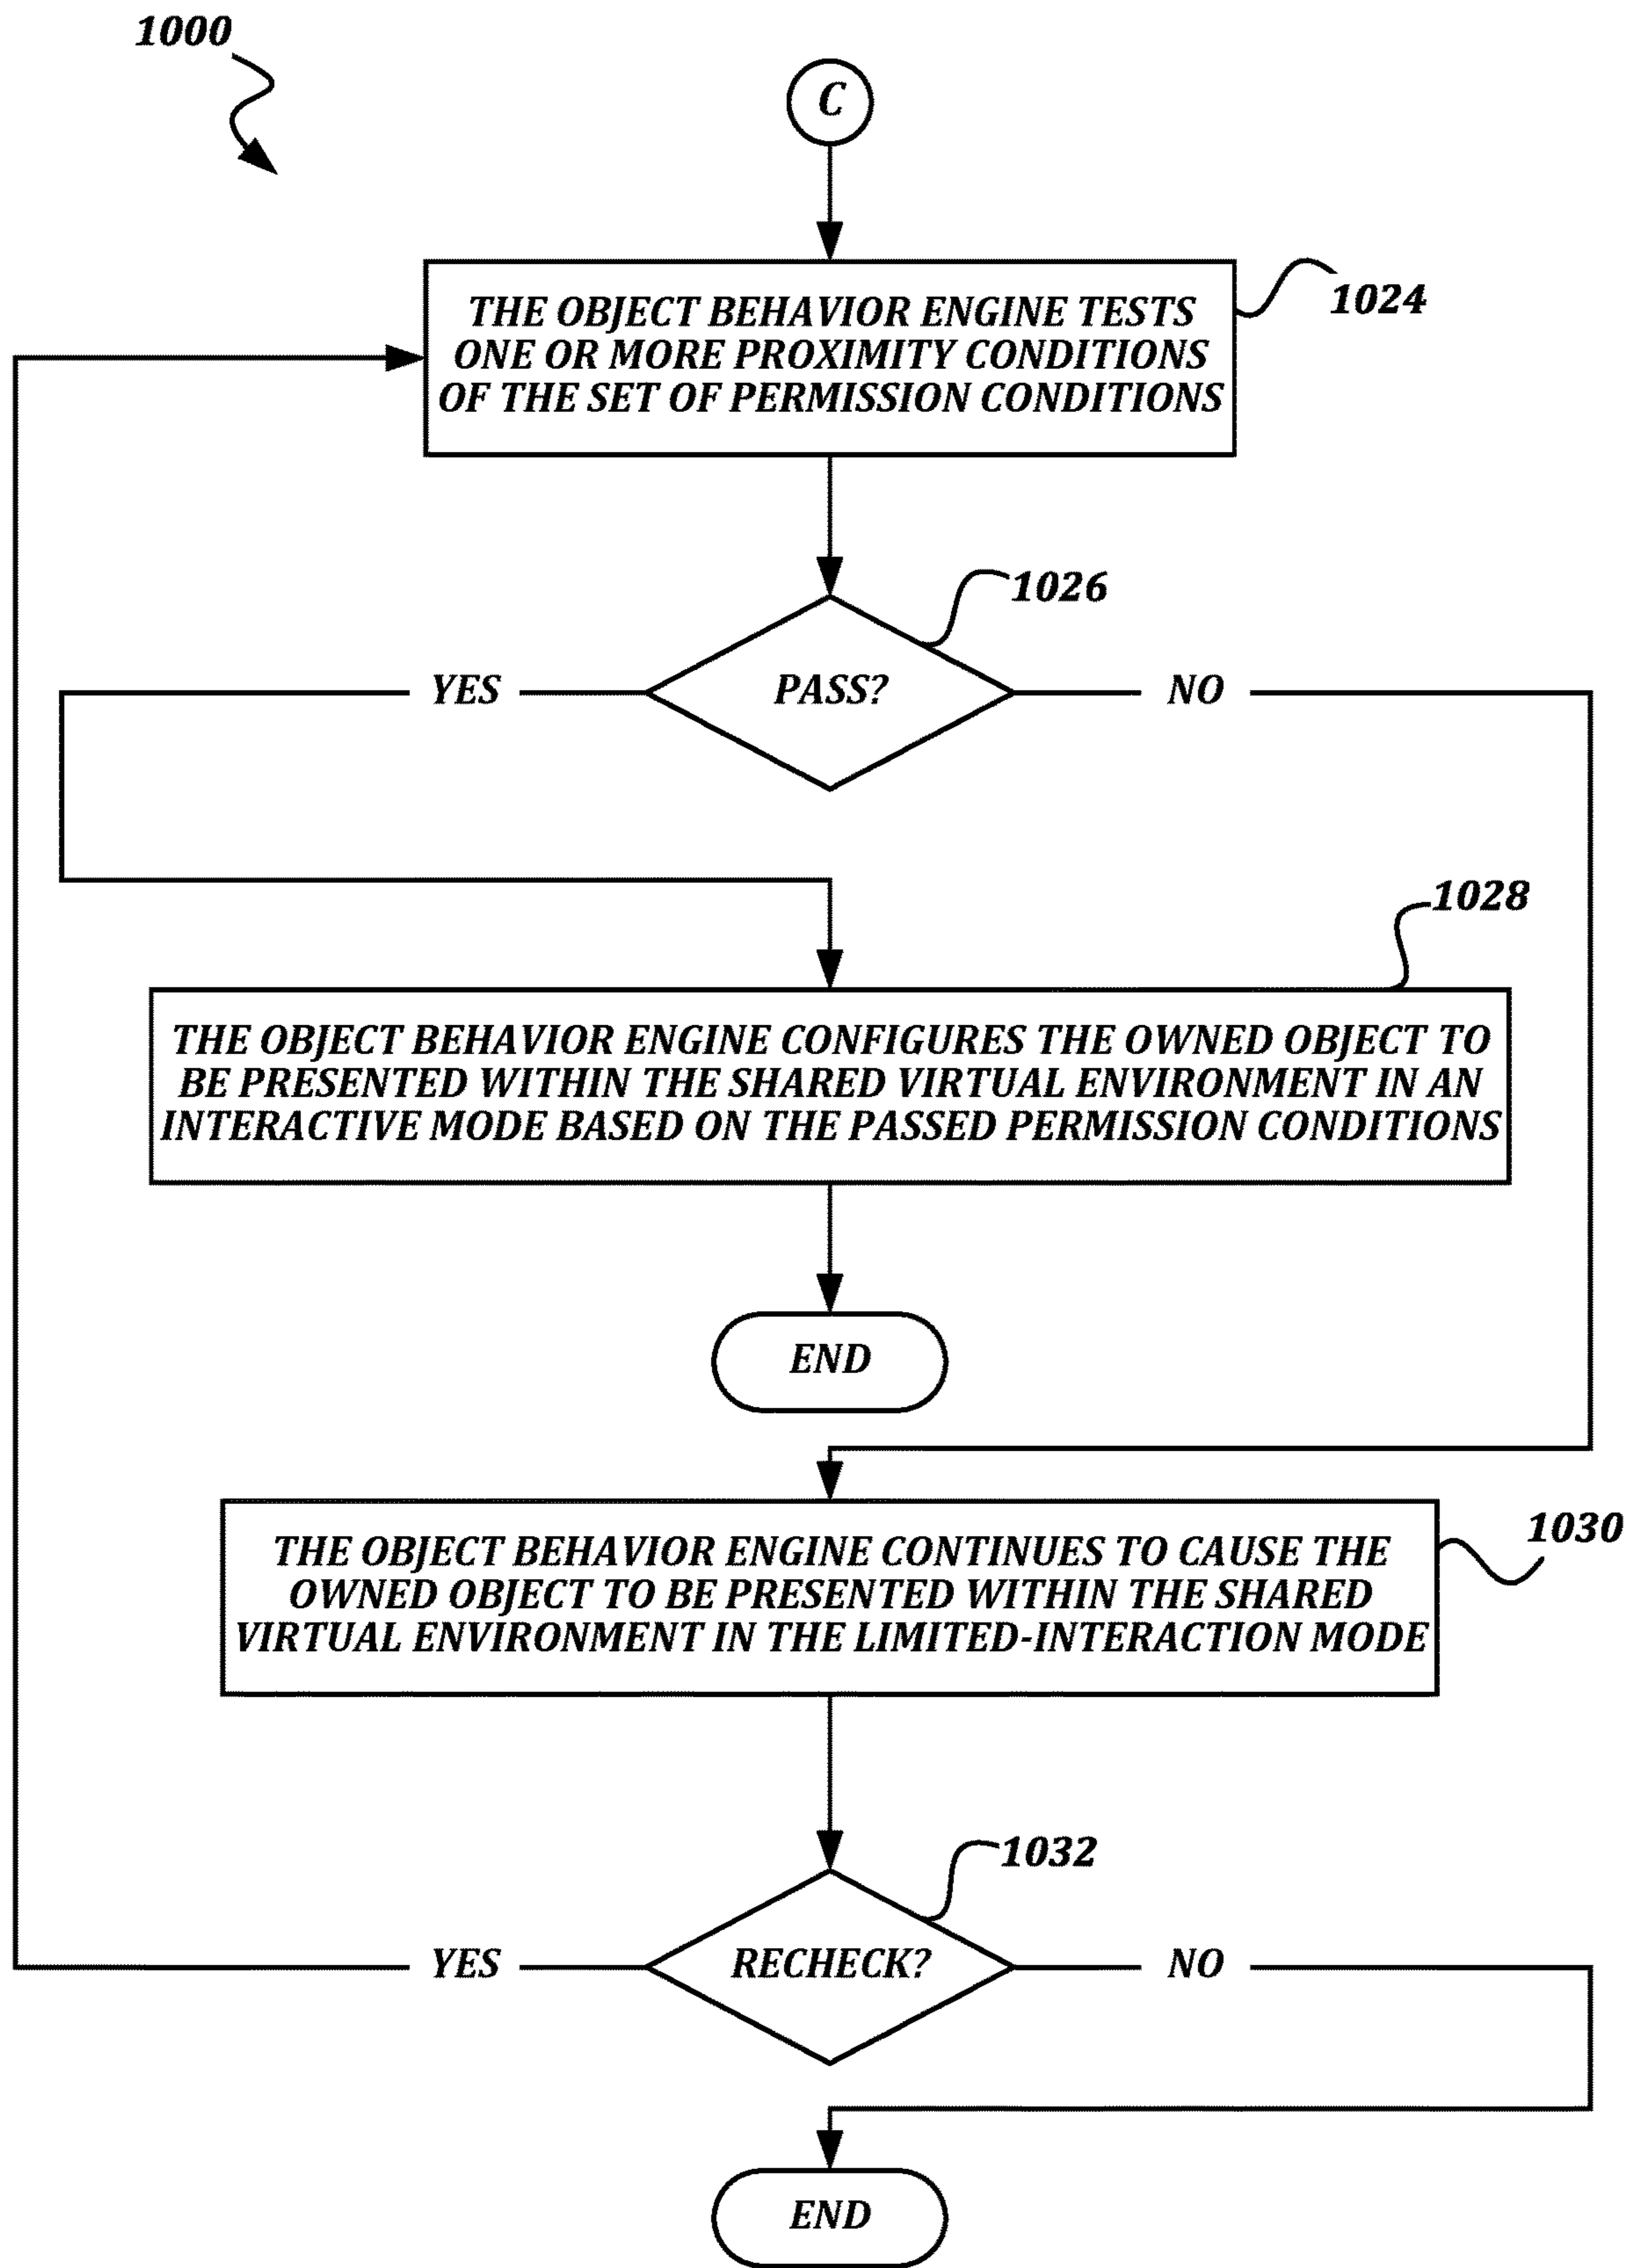 1000
C
THE OBJECT BEHAVIOR ENGINE TESTS
ONE OR MORE PROXIMITY CONDITIONS
OF THE SET OF PERMISSION CONDITIONS
1024
1026
YES
PASS?
NO
1028
THE OBJECT BEHAVIOR ENGINE CONFIGURES THE OWNED OBJECT TO
BE PRESENTED WITHIN THE SHARED VIRTUAL ENVIRONMENT IN AN
INTERACTIVE MODE BASED ON THE PASSED PERMISSION CONDITIONS
END
THE OBJECT BEHAVIOR ENGINE CONTINUES TO CAUSE THE
OWNED OBJECT TO BE PRESENTED WITHIN THE SHARED
VIRTUAL ENVIRONMENT IN THE LIMITED-INTERACTION MODE
1030
1032
YES
RECHECK?
NO
END